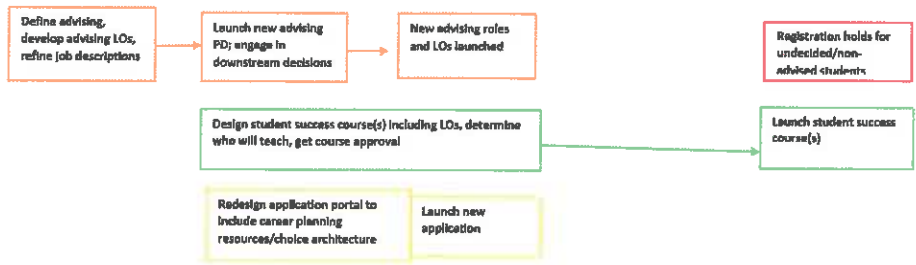 Define advising,
develop advising LOs,
refine job descriptions
Launch new advising
PD; engage in
downstream decisions
New advising roles
and LOs launched
Registration holds for
undecided/non-
advised students
Design student success course(s) including LOs, determine
who will teach, get course approval
Launch student success
course(s)
Redesign application portal to
include career planning
resources/choice architecture
Launch new
application